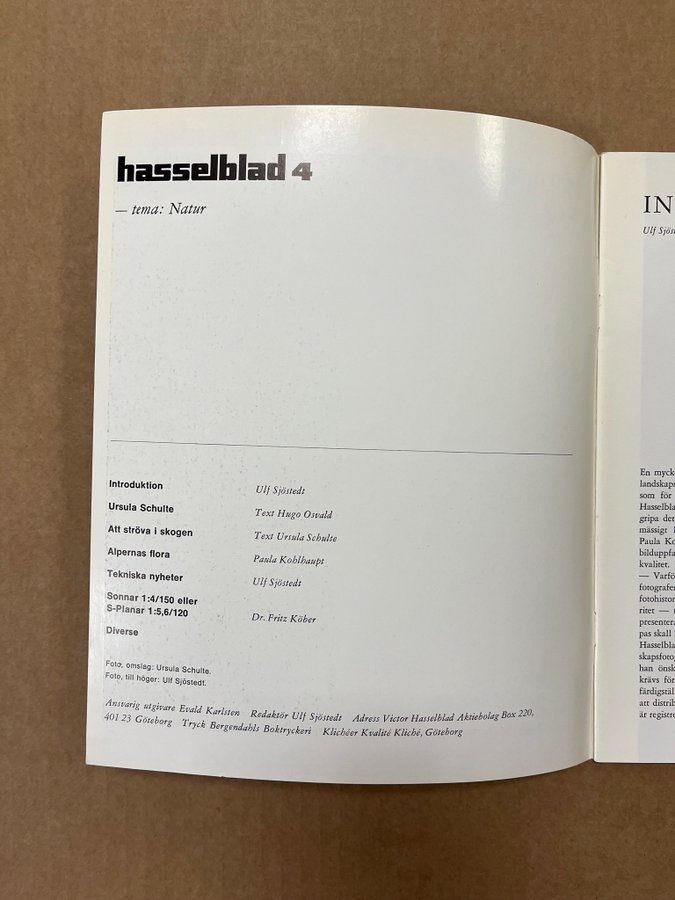 hasselblad 4
— tema: Natur
Introduktion Ulf Sjöstedt
Ursula Schulte Text Hugo Osvald
Att ströva i skogen Text Ursula Schulte
Alpernas flora Paula Kohlhaupt
Tekniska nyheter Ulf Sjöstedt
Sonnar 1:4/150 eller
S-Planar 1:5,6/120 Dr. Fritz Köber
Diverse
Foto, omslag: Ursula Schulte.
Foto, till höger: Ulf Sjöstedt.
Ansvarig utgivare Evald Karlsten Redaktör Ulf Sjöstedt Adress Victor Hasselblad Aktiebolag Box 220,
401 23 Göteborg Tryck Bergendahls Boktryckeri Klichéer Kvalité Kliché, Göteborg
IN
Ulf Sjös
En myck
landskaps
som för
Hasselbla
gripa der
mässigt
Paula Ko
bilduppfa
kvalitet.
— Varfö
fotografer
fotohistor
ritet — t
presentera
pas skall
Hasselbla
skapsfoto
han önsk
krävs för
färdigstäl
att distrib
är registre